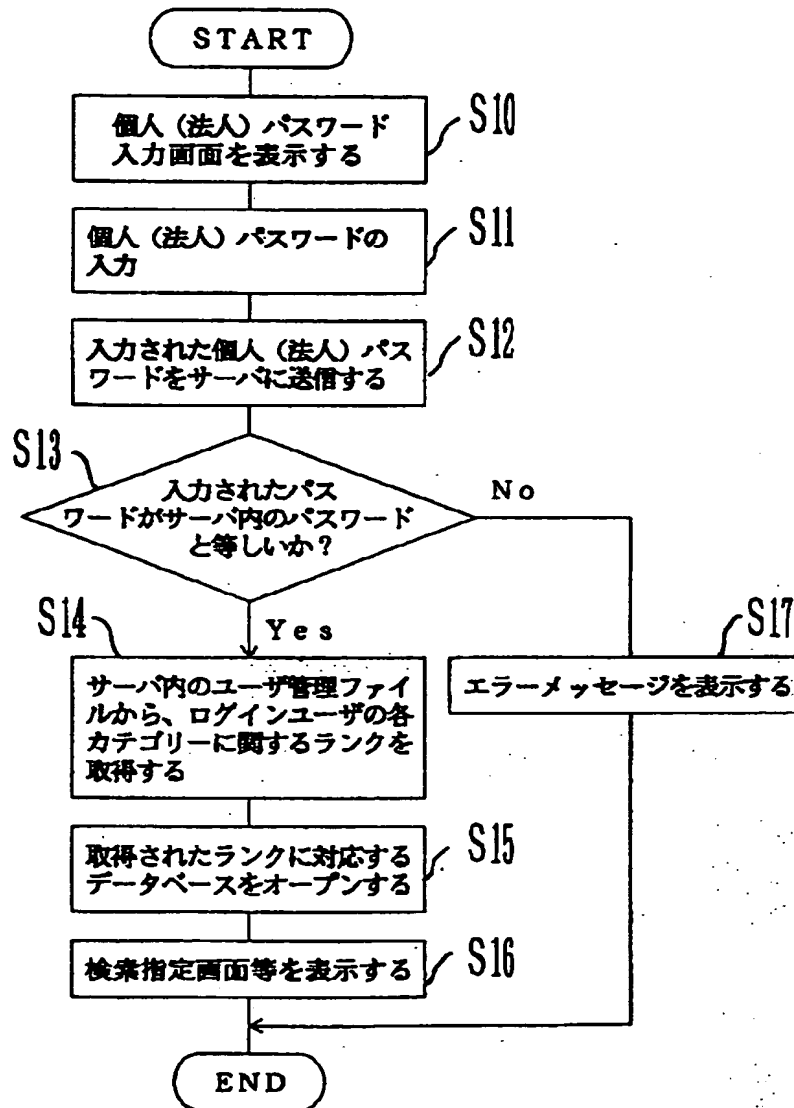 START
個人(法人)パスワード
入力画面を表示する
S10
個人(法人)パスワードの
入力
S11
入力された個人(法人)パス
ワードをサーバに送信する
S12
S13
入力されたパス
ワードがサーバ内のパスワード
と等しいか?
No
S14
Yes
S17
サーバ内のユーザ管理ファイ
ルから、ログインユーザの各
カテゴリーに関するランクを
取得する
エラーメッセージを表示する
取得されたランクに対応する
データベースをオープンする
S15
検索指定画面等を表示する
S16
END